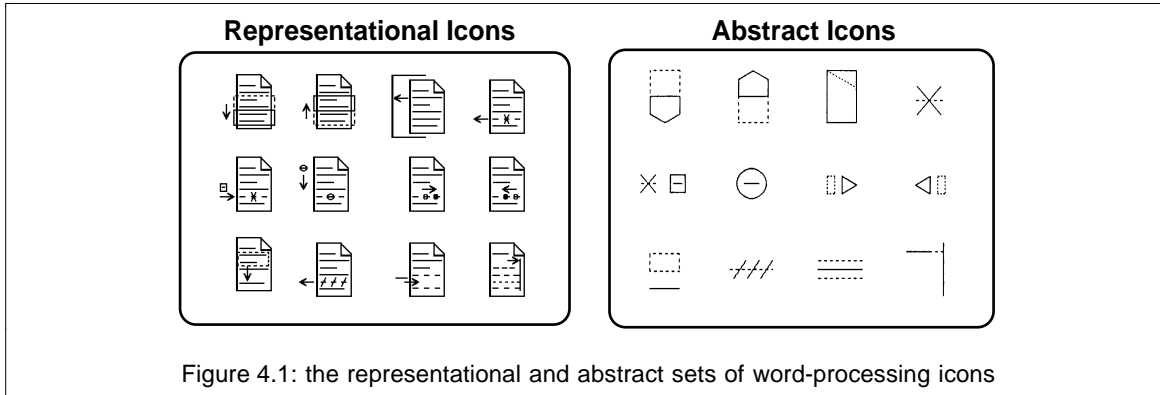 Representational Icons
Abstract Icons
Figure 4.1: the representational and abstract sets of word-processing icons